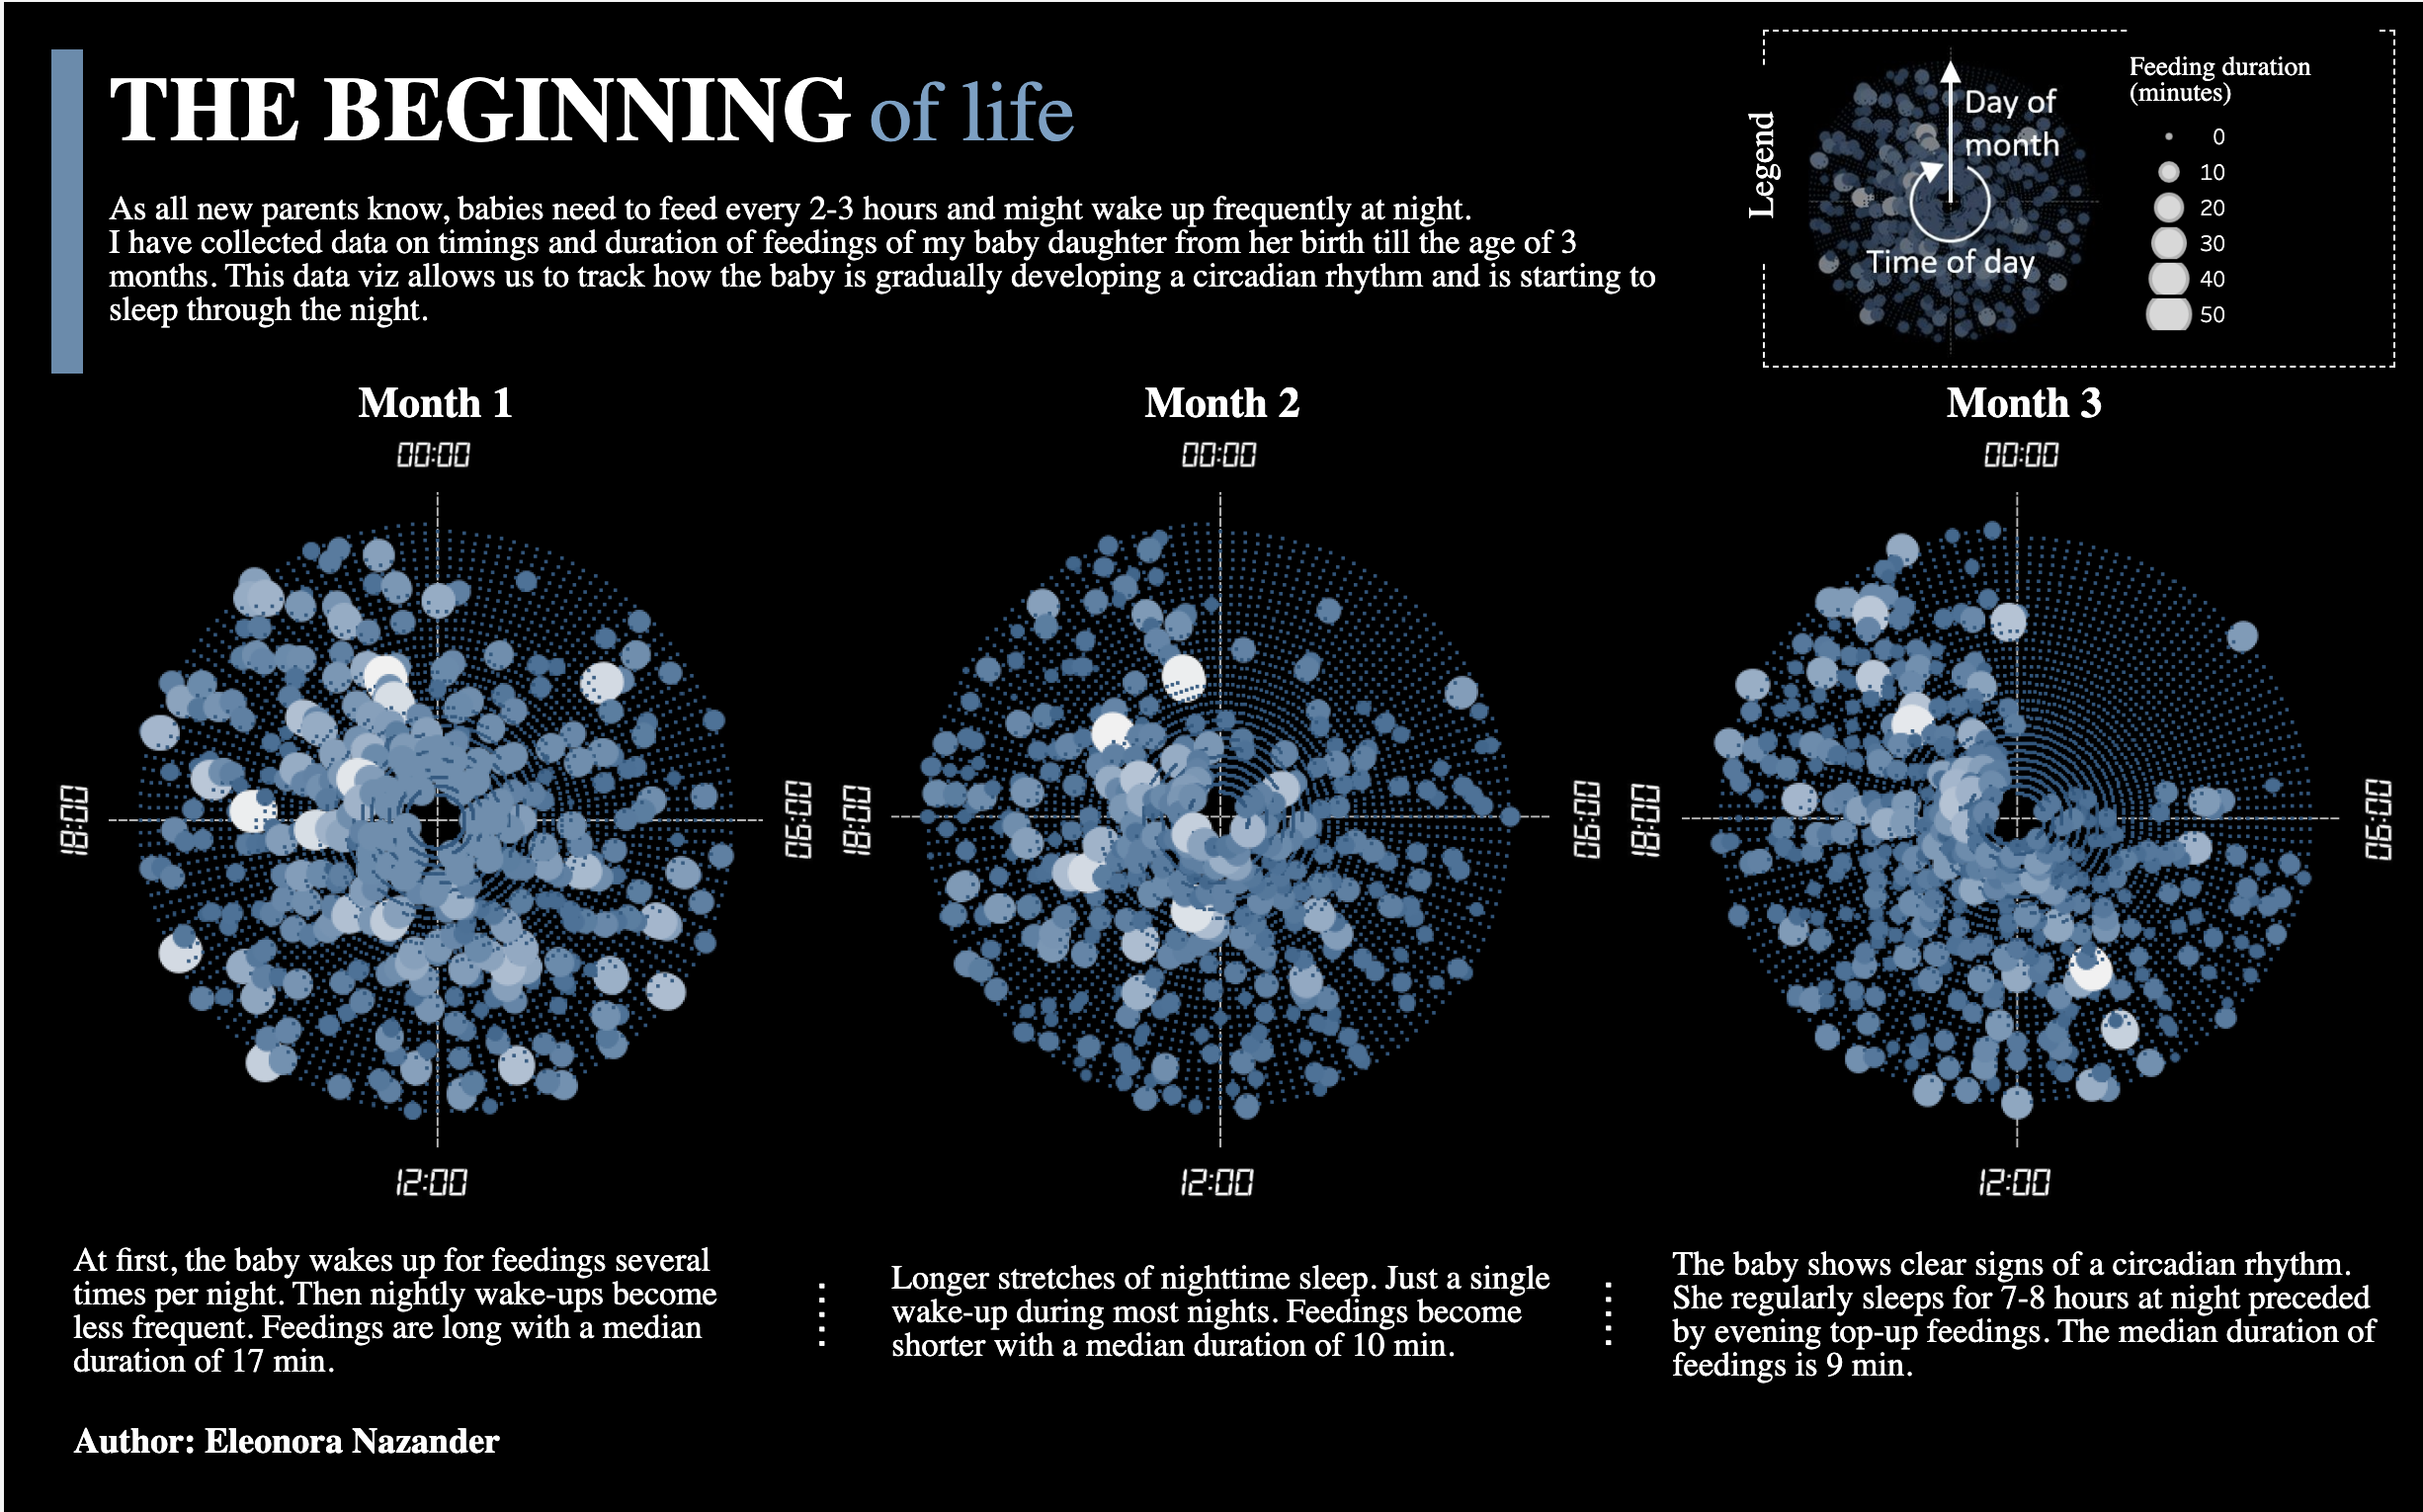 THE BEGINNING of life
As all new parents know, babies need to feed every 2-3 hours and might wake up frequently at night.
I have collected data on timings and duration of feedings of my baby daughter from her birth till the age of 3
months. This data viz allows us to track how the baby is gradually developing a circadian rhythm and is starting to
sleep through the night.
Legend
Day of
month
Time of day
Feeding duration
(minutes)
0
10
20
30
40
50
Month 1
00:00
18:00
06:00
12:00
At first, the baby wakes up for feedings several
times per night. Then nightly wake-ups become
less frequent. Feedings are long with a median
duration of 17 min.
Month 2
00:00
18:00
06:00
12:00
Longer stretches of nighttime sleep. Just a single
wake-up during most nights. Feedings become
shorter with a median duration of 10 min.
Month 3
00:00
18:00
06:00
12:00
The baby shows clear signs of a circadian rhythm.
She regularly sleeps for 7-8 hours at night preceded
by evening top-up feedings. The median duration of
feedings is 9 min.
Author: Eleonora Nazander